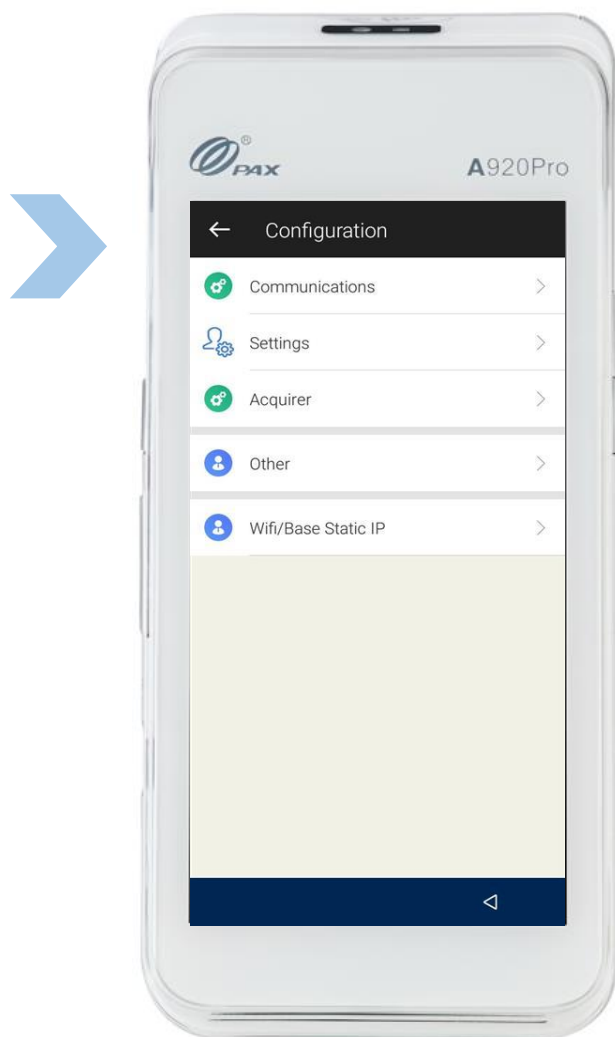 ® PAX
A920Pro
Configuration
Communications
Settings
Acquirer
Other
Wifi/Base Static IP